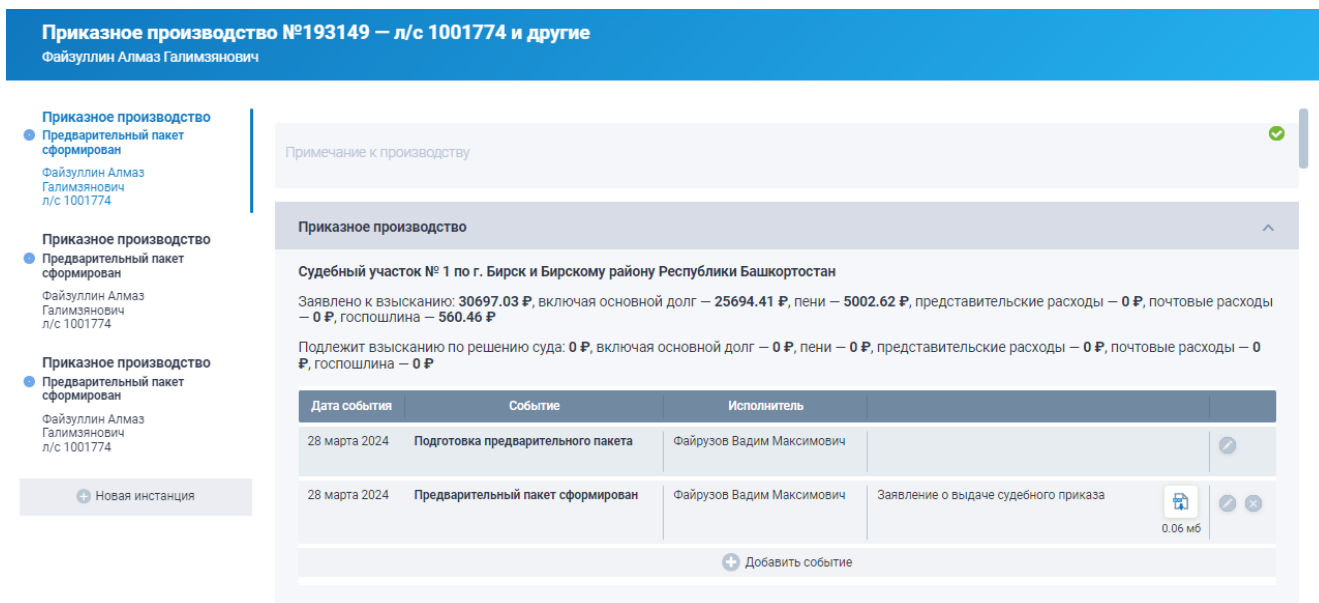 Приказное производство №193149 — л/с 1001774 и другие
Файзуллин Алмаз Галимзянович
Приказное производство
Предварительный пакет
сформирован
Файзуллин Алмаз
Галимзянович
л/с 1001774
Приказное производство
Предварительный пакет
сформирован
Файзуллин Алмаз
Галимзянович
л/с 1001774
Приказное производство
Предварительный пакет
сформирован
Файзуллин Алмаз
Галимзянович
л/с 1001774
Новая инстанция
Примечание к производству
Приказное производство
Судебный участок № 1 по г. Бирск и Бирскому району Республики Башкортостан
Заявлено к взысканию: 30697.03 ₽, включая основной долг — 25694.41 ₽, пени — 5002.62 ₽, представительские расходы — 0 ₽, почтовые расходы
— 0 ₽, госпошлина — 560.46 ₽
Подлежит взысканию по решению суда: 0 ₽, включая основной долг — 0 ₽, пени — 0 ₽, представительские расходы — 0 ₽, почтовые расходы — 0
₽, госпошлина — 0 ₽
Дата события Событие Исполнитель
28 марта 2024 Подготовка предварительного пакета Файрузов Вадим Максимович
28 марта 2024 Предварительный пакет сформирован Файрузов Вадим Максимович Заявление о выдаче судебного приказа
0.06 мб
Добавить событие